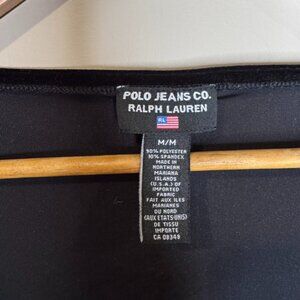 POLO JEANS CO.
RALPH LAUREN
RL
M/M
90% POLYESTER
10% SPANDEX
MADE IN
NORTHERN
MARIANA
ISLANDS
(U.S.A.) OF
IMPORTED
FABRIC
FAIT AUX ILES
MARIANES
DU NORD
(AUX ETATS-UNIS)
DE TISSU
IMPORTE
CA 08349